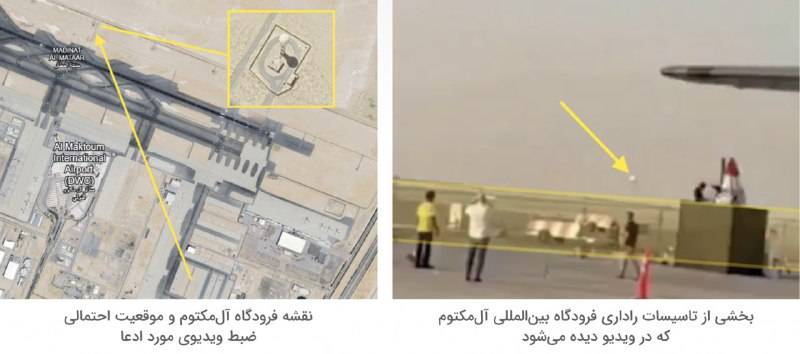 MADINAT
AL MATAAR
Al Maktoum
International
Airport
(DWC)
بخشی از تاسیسات راداری فرودگاه بین‌المللی آل‌مکتوم
که در ویدیو دیده می‌شود
نقشه فرودگاه آل‌مکتوم و موقعیت احتمالی
ضبط ویدیوی مورد ادعا